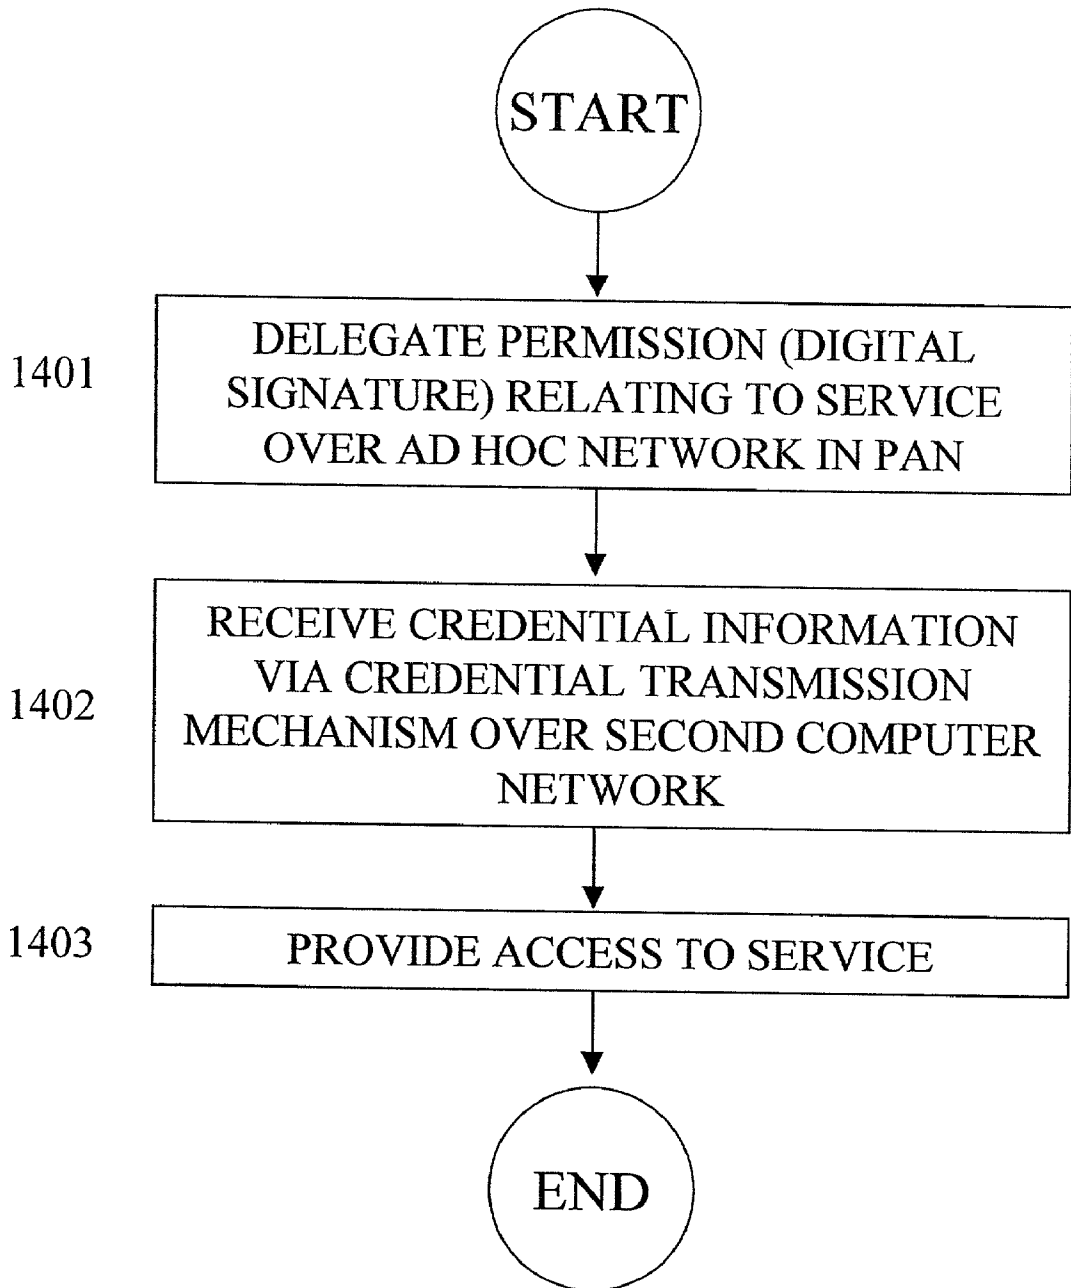 START
1401
DELEGATE PERMISSION (DIGITAL
SIGNATURE) RELATING TO SERVICE
OVER AD HOC NETWORK IN PAN
1402
RECEIVE CREDENTIAL INFORMATION
VIA CREDENTIAL TRANSMISSION
MECHANISM OVER SECOND COMPUTER
NETWORK
1403
PROVIDE ACCESS TO SERVICE
END